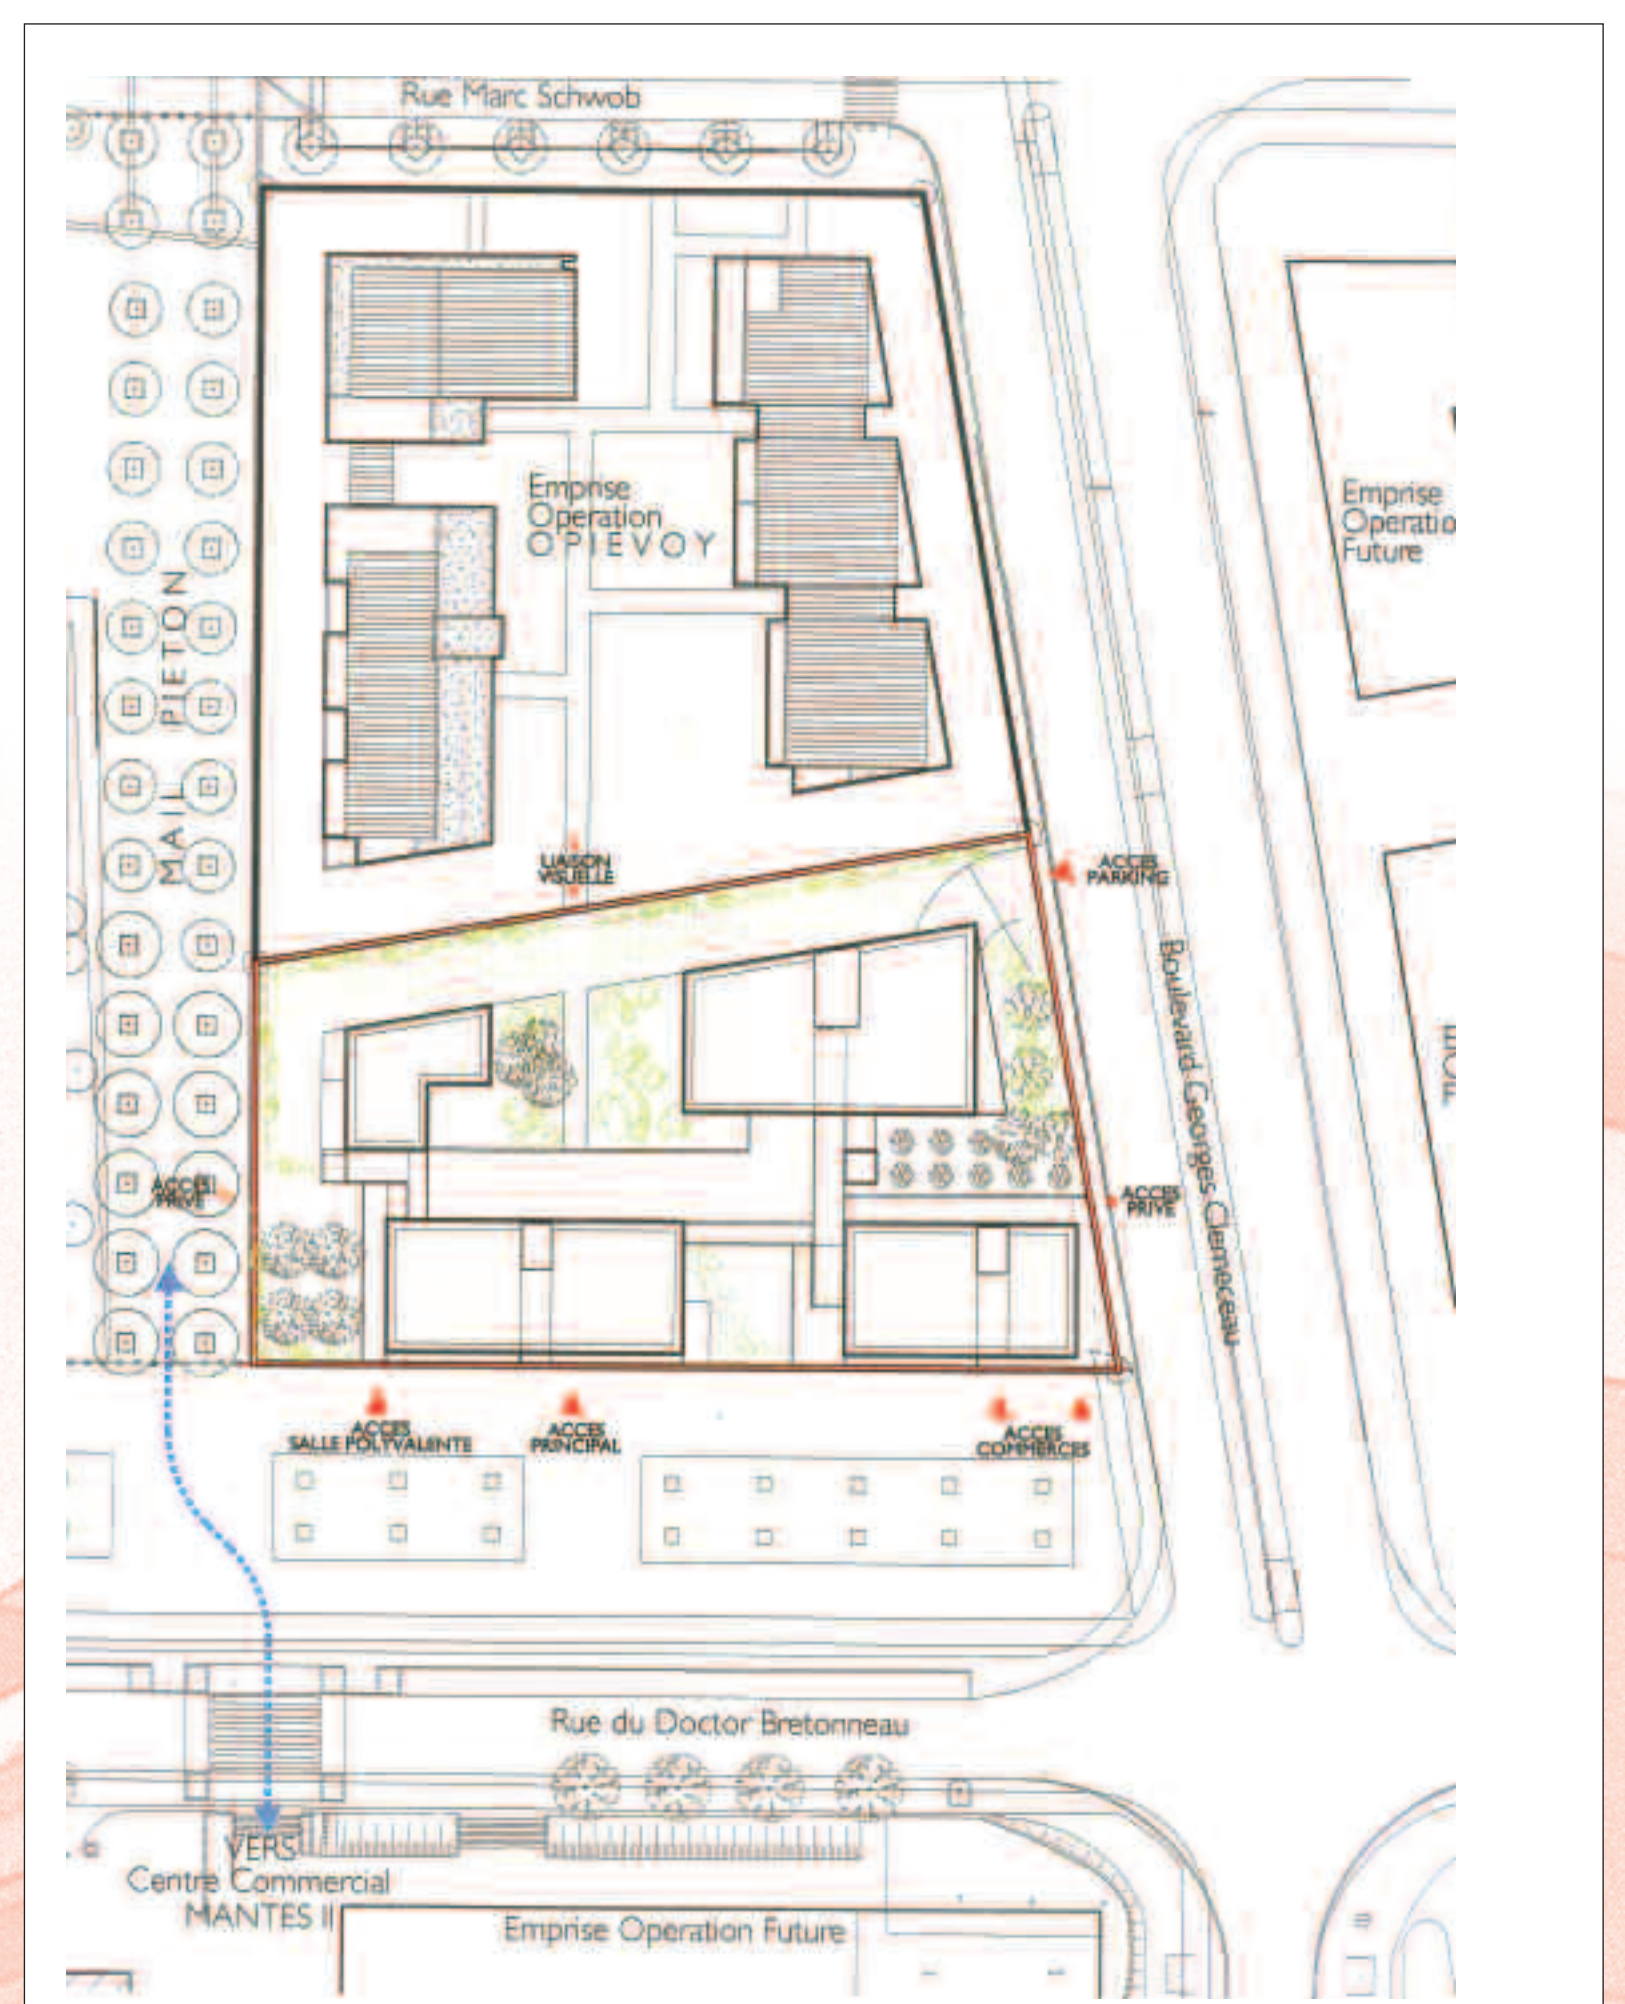 Rue Marc Schwob
Emprise
Operation
OPIEVOY
Emprise
Operatio
Future
MAIL PIETON
LIAISON
VISUELLE
ACCES
PARKING
Boulevard Georges Clemeceau
ACCES
PRIVE
ACCES
PRIVE
ACCES
SALLE POLYVALENTE
ACCES
PRINCIPAL
ACCES
COMMERCES
Rue du Doctor Bretonneau
VERS
Centre Commercial
MANTES II
Emprise Operation Future